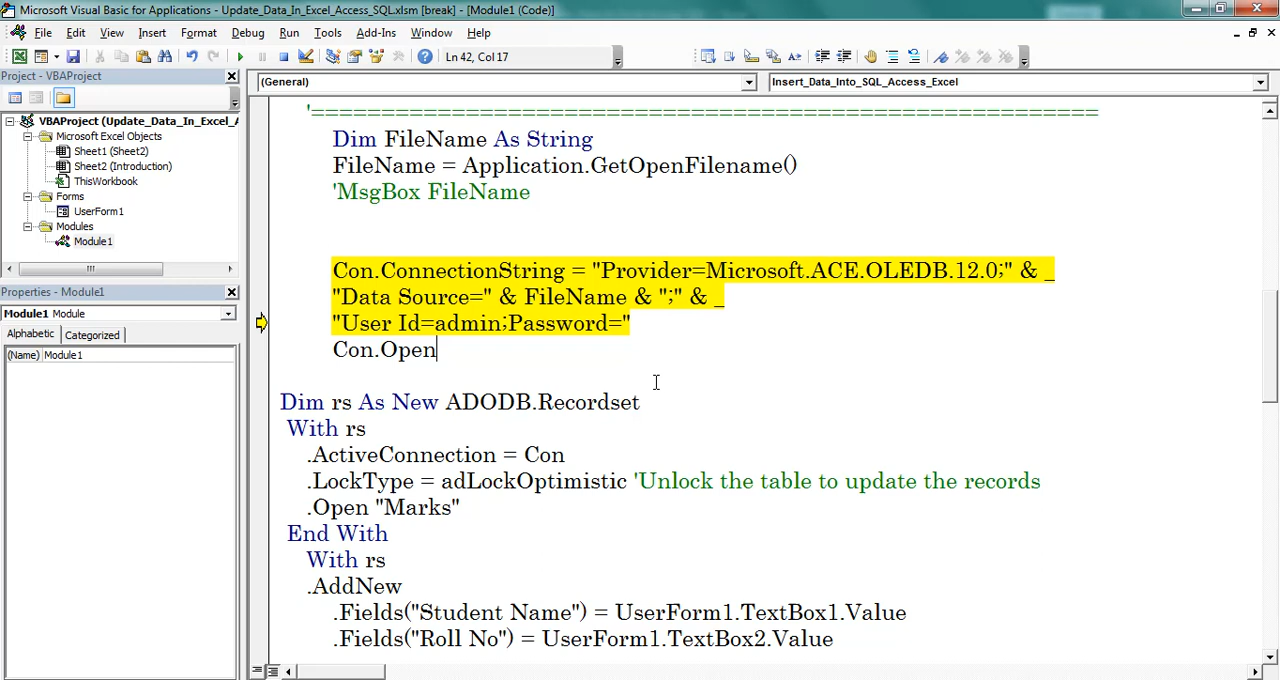 Microsoft Visual Basic for Applications - Update_Data_In_Excel_Access_SQL.xlsm [break] - [Module1 (Code)]
File Edit View Insert Format Debug Run Tools Add-Ins Window Help
Ln 42, Col 17
Project - VBAProject
(General)
Insert_Data_Into_SQL_Access_Excel
VBAProject (Update_Data_In_Excel_A
Microsoft Excel Objects
Sheet1 (Sheet2)
Sheet2 (Introduction)
ThisWorkbook
Forms
UserForm1
Modules
Module1
Properties - Module1
Module1 Module
Alphabetic Categorized
(Name) Module1
'=========================================================
Dim FileName As String
FileName = Application.GetOpenFilename()
'MsgBox FileName
Con.ConnectionString = "Provider=Microsoft.ACE.OLEDB.12.0;" & _
"Data Source=" & FileName & ";" & _
"User Id=admin;Password="
Con.Open
Dim rs As New ADODB.Recordset
With rs
.ActiveConnection = Con
.LockType = adLockOptimistic 'Unlock the table to update the records
.Open "Marks"
End With
With rs
.AddNew
.Fields("Student Name") = UserForm1.TextBox1.Value
.Fields("Roll No") = UserForm1.TextBox2.Value